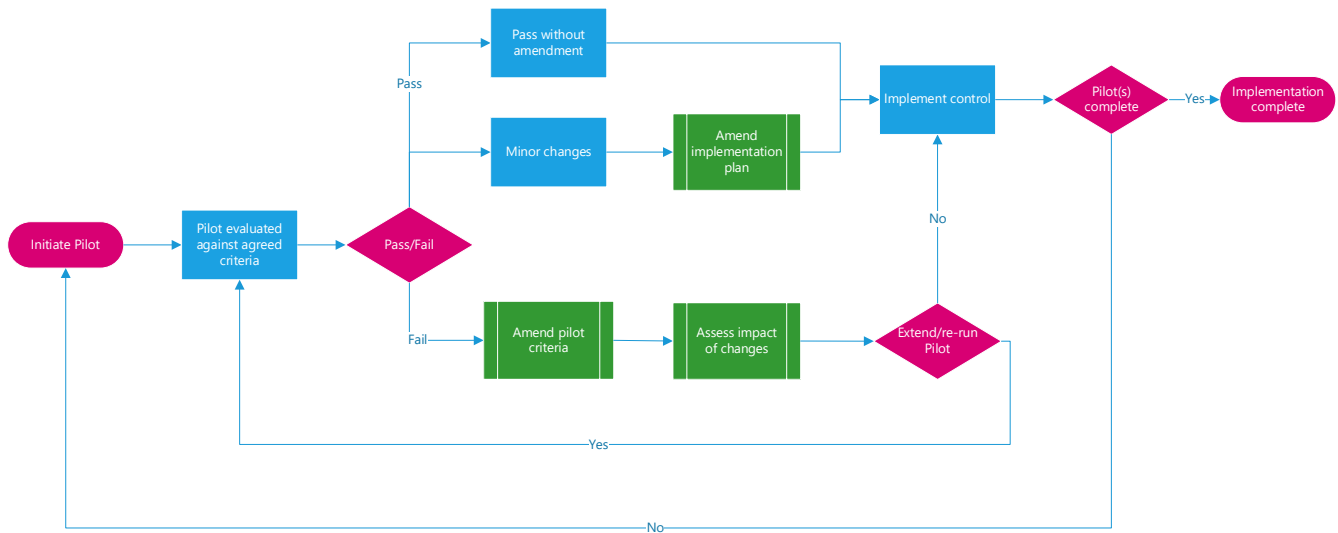 Pass without
amendment
Pass
Implement control
Pilot(s)
complete
Yes
Implementation
complete
Minor changes
Amend
implementation
plan
Initiate Pilot
Pilot evaluated
against agreed
criteria
Pass/Fail
No
Fail
Amend pilot
criteria
Assess impact
of changes
Extend/re-run
Pilot
Yes
No